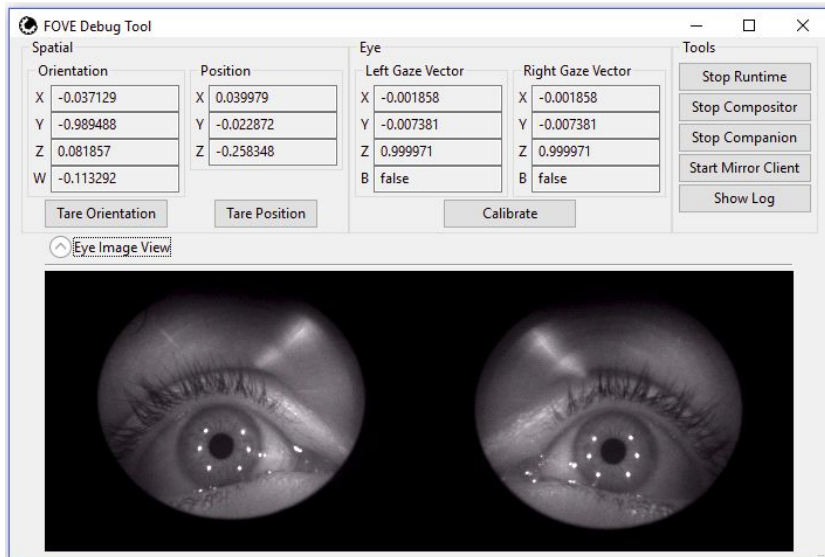 FOVE Debug Tool
Spatial
Orientation
X -0.037129
Y -0.989488
Z 0.081857
W -0.113292
Tare Orientation
Position
X 0.039979
Y -0.022872
Z -0.258348
Tare Position
Eye
Left Gaze Vector
X -0.001858
Y -0.007381
Z 0.999971
B false
Right Gaze Vector
X -0.001858
Y -0.007381
Z 0.999971
B false
Calibrate
Tools
Stop Runtime
Stop Compositor
Stop Companion
Start Mirror Client
Show Log
Eye Image View